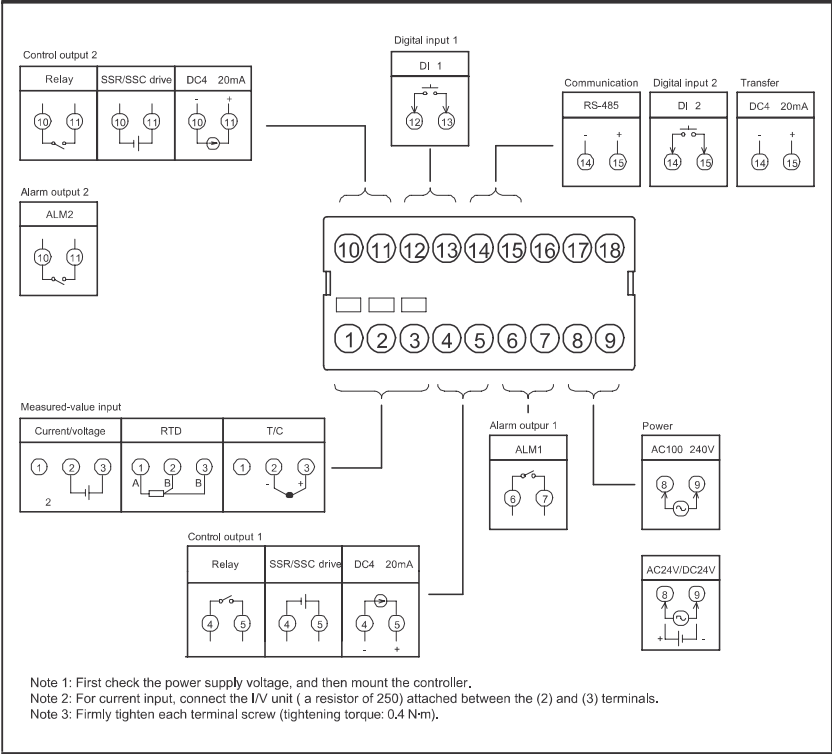 Digital input 1
DI 1
12 13
Control output 2
Relay SSR/SSC drive DC4 20mA
- +
10 11 10 11 10 11
Communication Digital input 2 Transfer
RS-485 DI 2 DC4 20mA
- + - +
14 15 14 15 14 15
Alarm output 2
ALM2
10 11
10 11 12 13 14 15 16 17 18
1 2 3 4 5 6 7 8 9
Measured-value input
Current/voltage RTD T/C
1 2 3 1 2 3 1 2 3
A B B - +
2
Alarm outpur 1
ALM1
6 7
Power
AC100 240V
8 9
Control output 1
Relay SSR/SSC drive DC4 20mA
4 5 4 5 4 5
- +
AC24V/DC24V
8 9
+ -
Note 1: First check the power supply voltage, and then mount the controller.
Note 2: For current input, connect the I/V unit ( a resistor of 250) attached between the (2) and (3) terminals.
Note 3: Firmly tighten each terminal screw (tightening torque: 0.4 N·m).